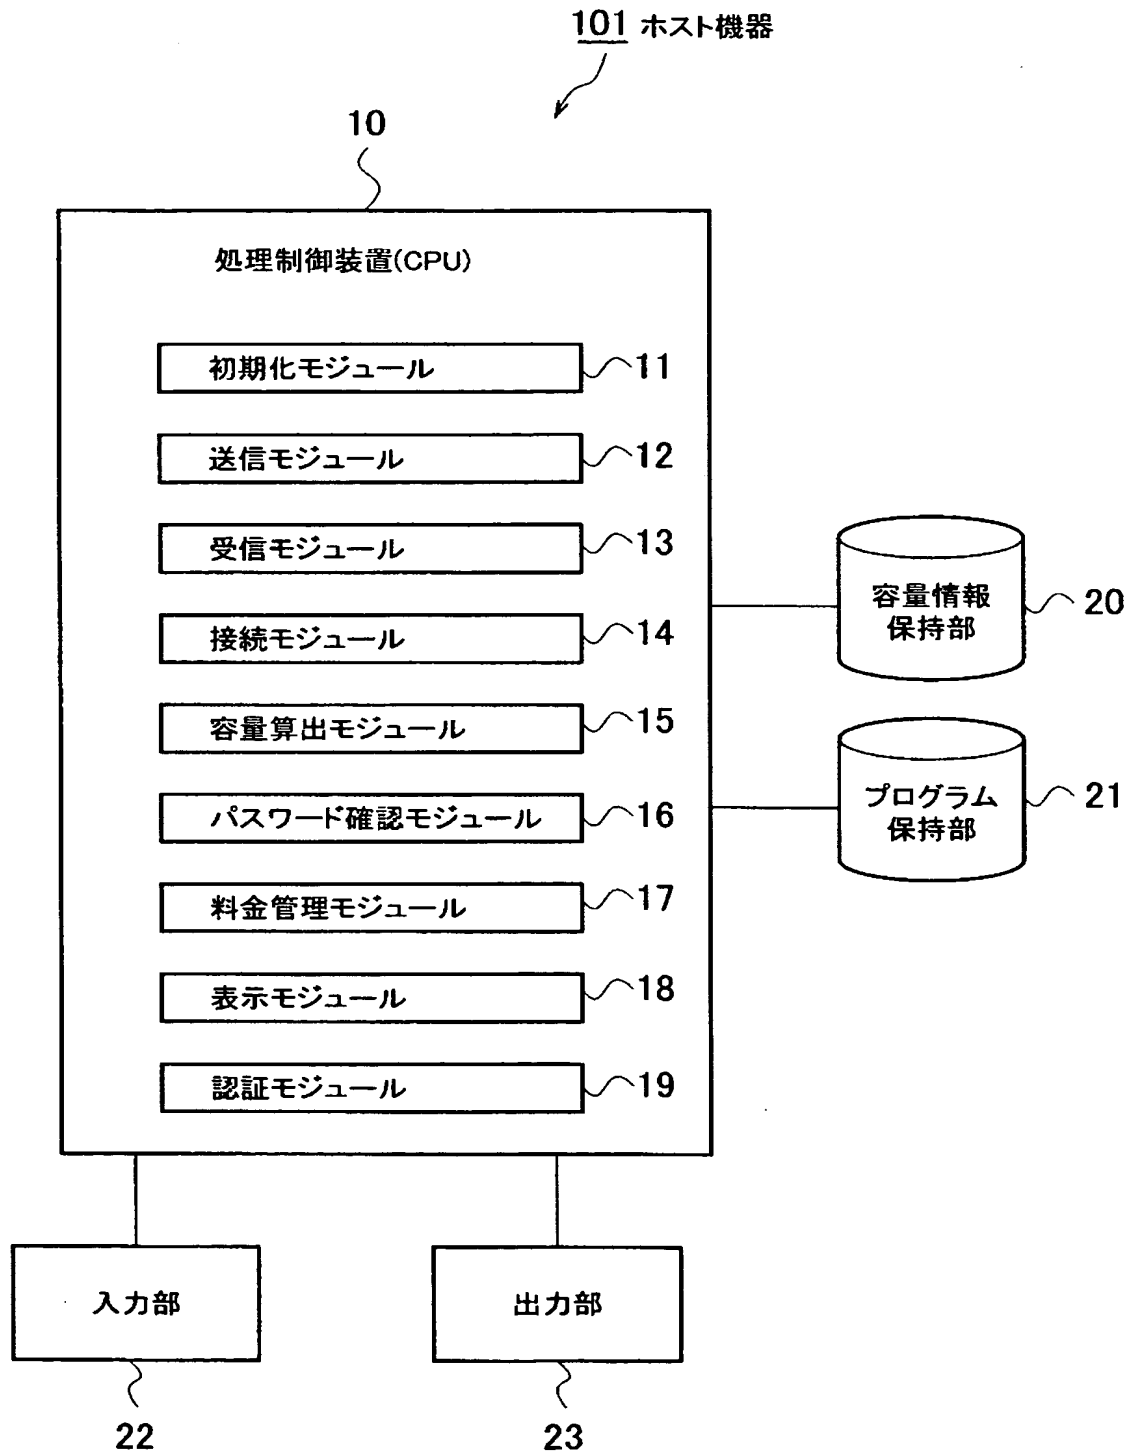 101 ホスト機器
10
処理制御装置(CPU)
初期化モジュール 11
送信モジュール 12
受信モジュール 13
接続モジュール 14
容量算出モジュール 15
パスワード確認モジュール 16
料金管理モジュール 17
表示モジュール 18
認証モジュール 19
容量情報
保持部
20
プログラム
保持部
21
入力部
22
出力部
23